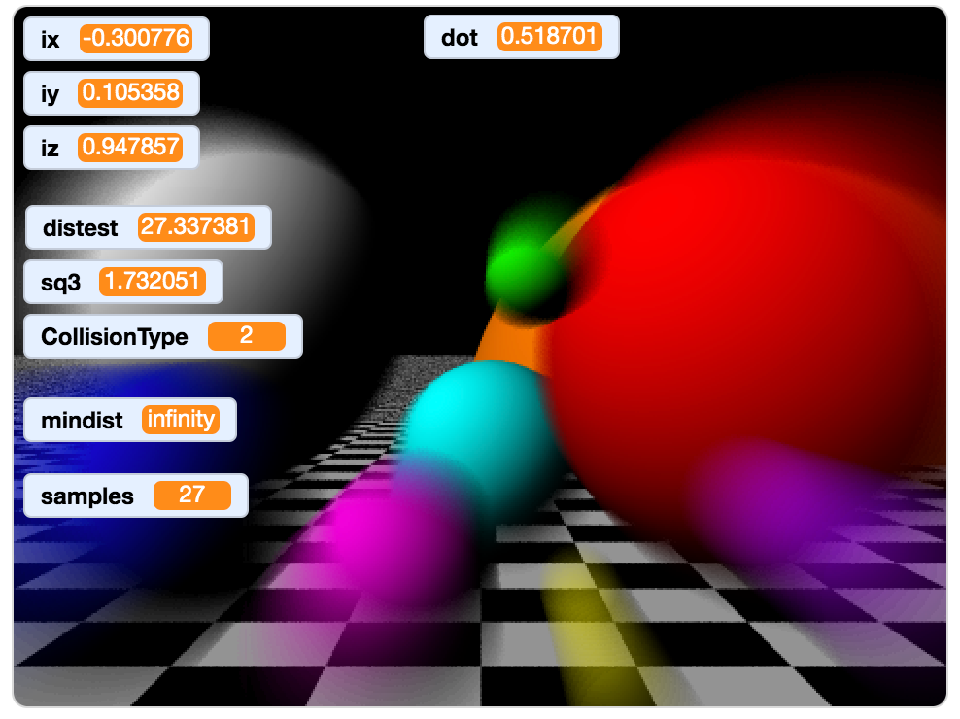 ix -0.300776
dot 0.518701
iy 0.105358
iz 0.947857
distest 27.337381
sq3 1.732051
CollisionType 2
mindist infinity
samples 27